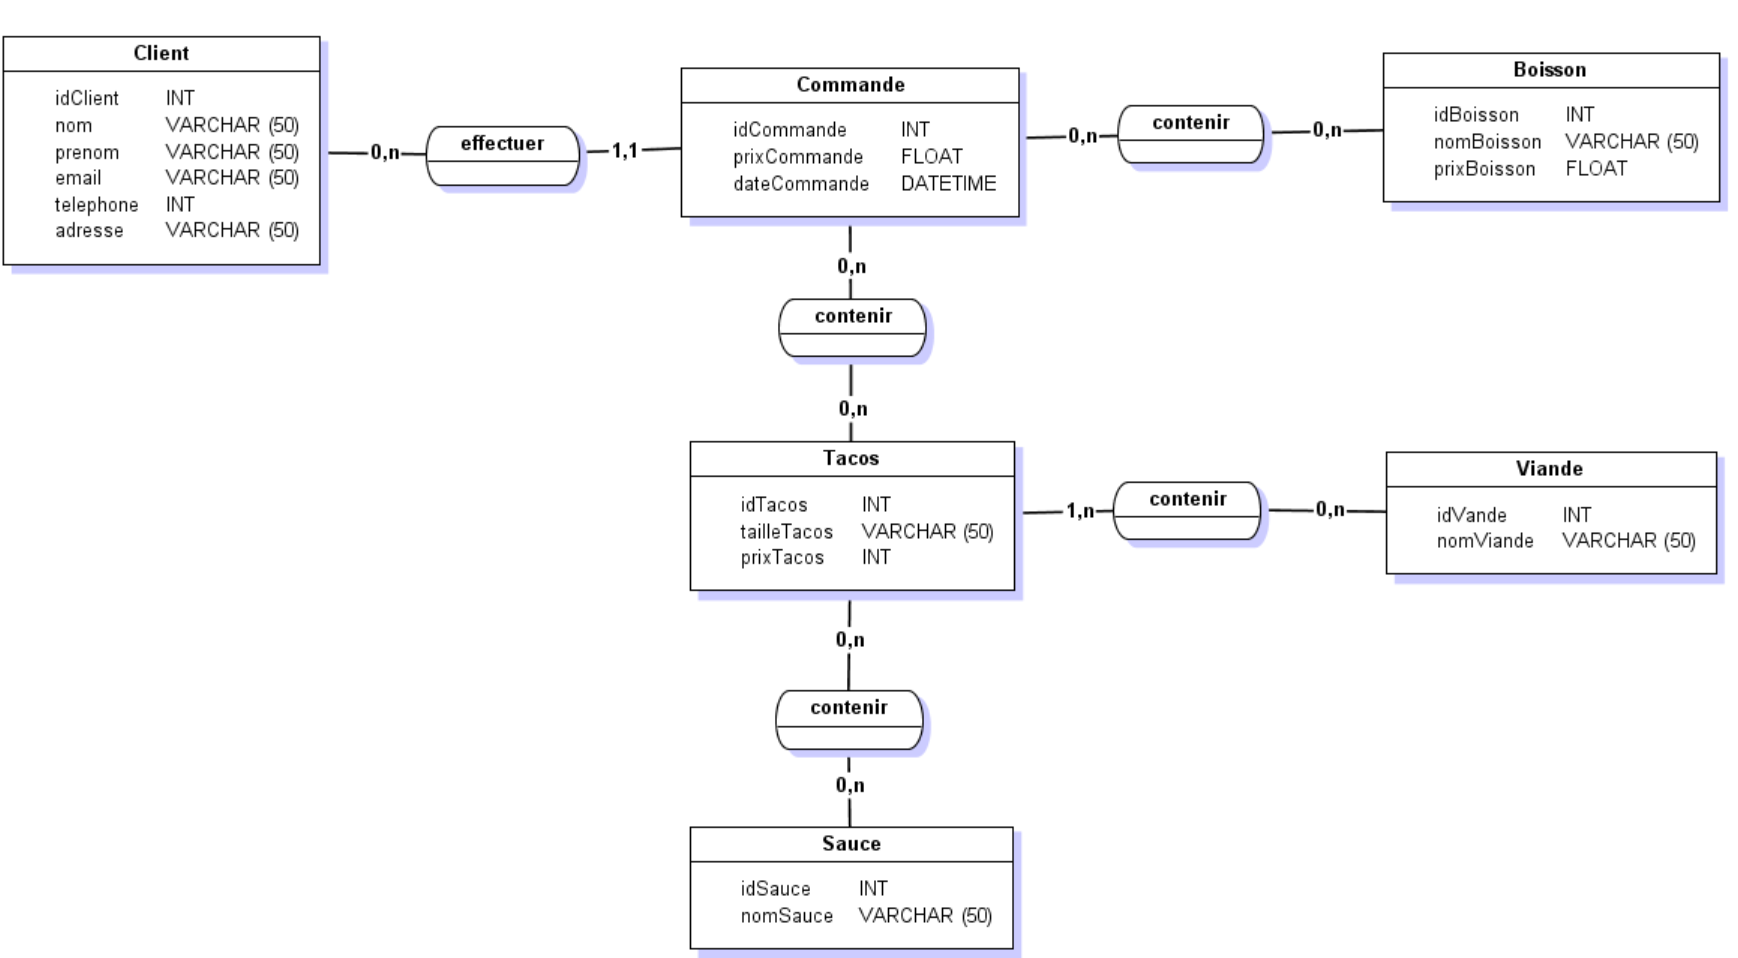 Client
idClient INT
nom VARCHAR (50)
prenom VARCHAR (50)
email VARCHAR (50)
telephone INT
adresse VARCHAR (50)
0,n
effectuer
1,1
Commande
idCommande INT
prixCommande FLOAT
dateCommande DATETIME
0,n
contenir
0,n
Boisson
idBoisson INT
nomBoisson VARCHAR (50)
prixBoisson FLOAT
0,n
contenir
0,n
Tacos
idTacos INT
tailleTacos VARCHAR (50)
prixTacos INT
1,n
contenir
0,n
Viande
idVande INT
nomViande VARCHAR (50)
0,n
contenir
0,n
Sauce
idSauce INT
nomSauce VARCHAR (50)